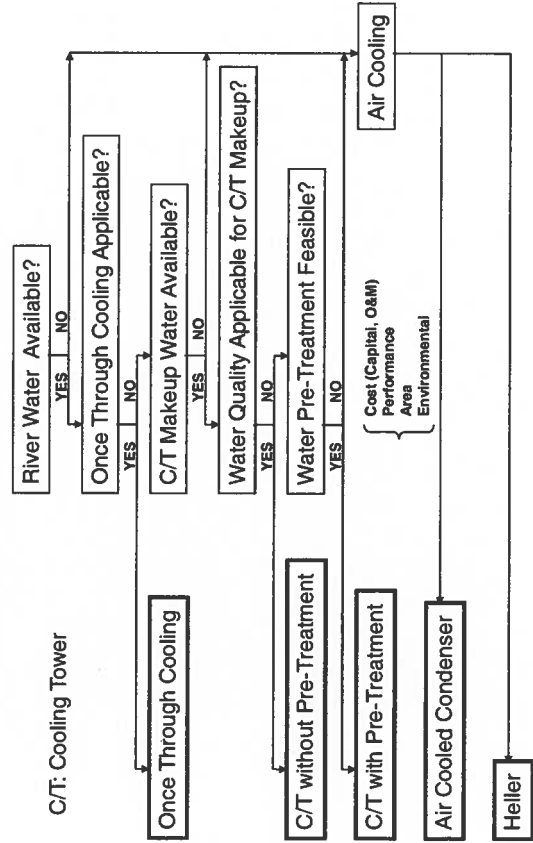 C/T: Cooling Tower
River Water Available?
YES NO
Once Through Cooling Applicable?
YES NO
Once Through Cooling
C/T Makeup Water Available?
YES NO
Water Quality Applicable for C/T Makeup?
YES NO
C/T without Pre-Treatment
Water Pre-Treatment Feasible?
YES NO
C/T with Pre-Treatment
Air Cooling
Cost (Capital, O&M)
Performance
Area
Environmental
Air Cooled Condenser
Heller